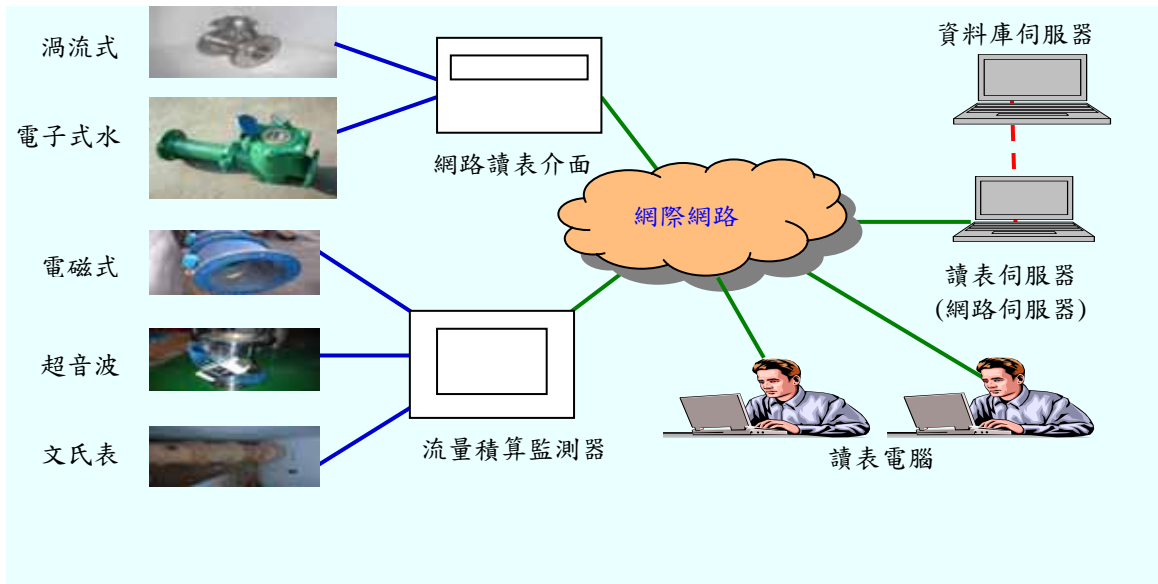 渦流式
電子式水
電磁式
超音波
文氏表
網路讀表介面
流量積算監測器
網際網路
資料庫伺服器
讀表伺服器
(網路伺服器)
讀表電腦